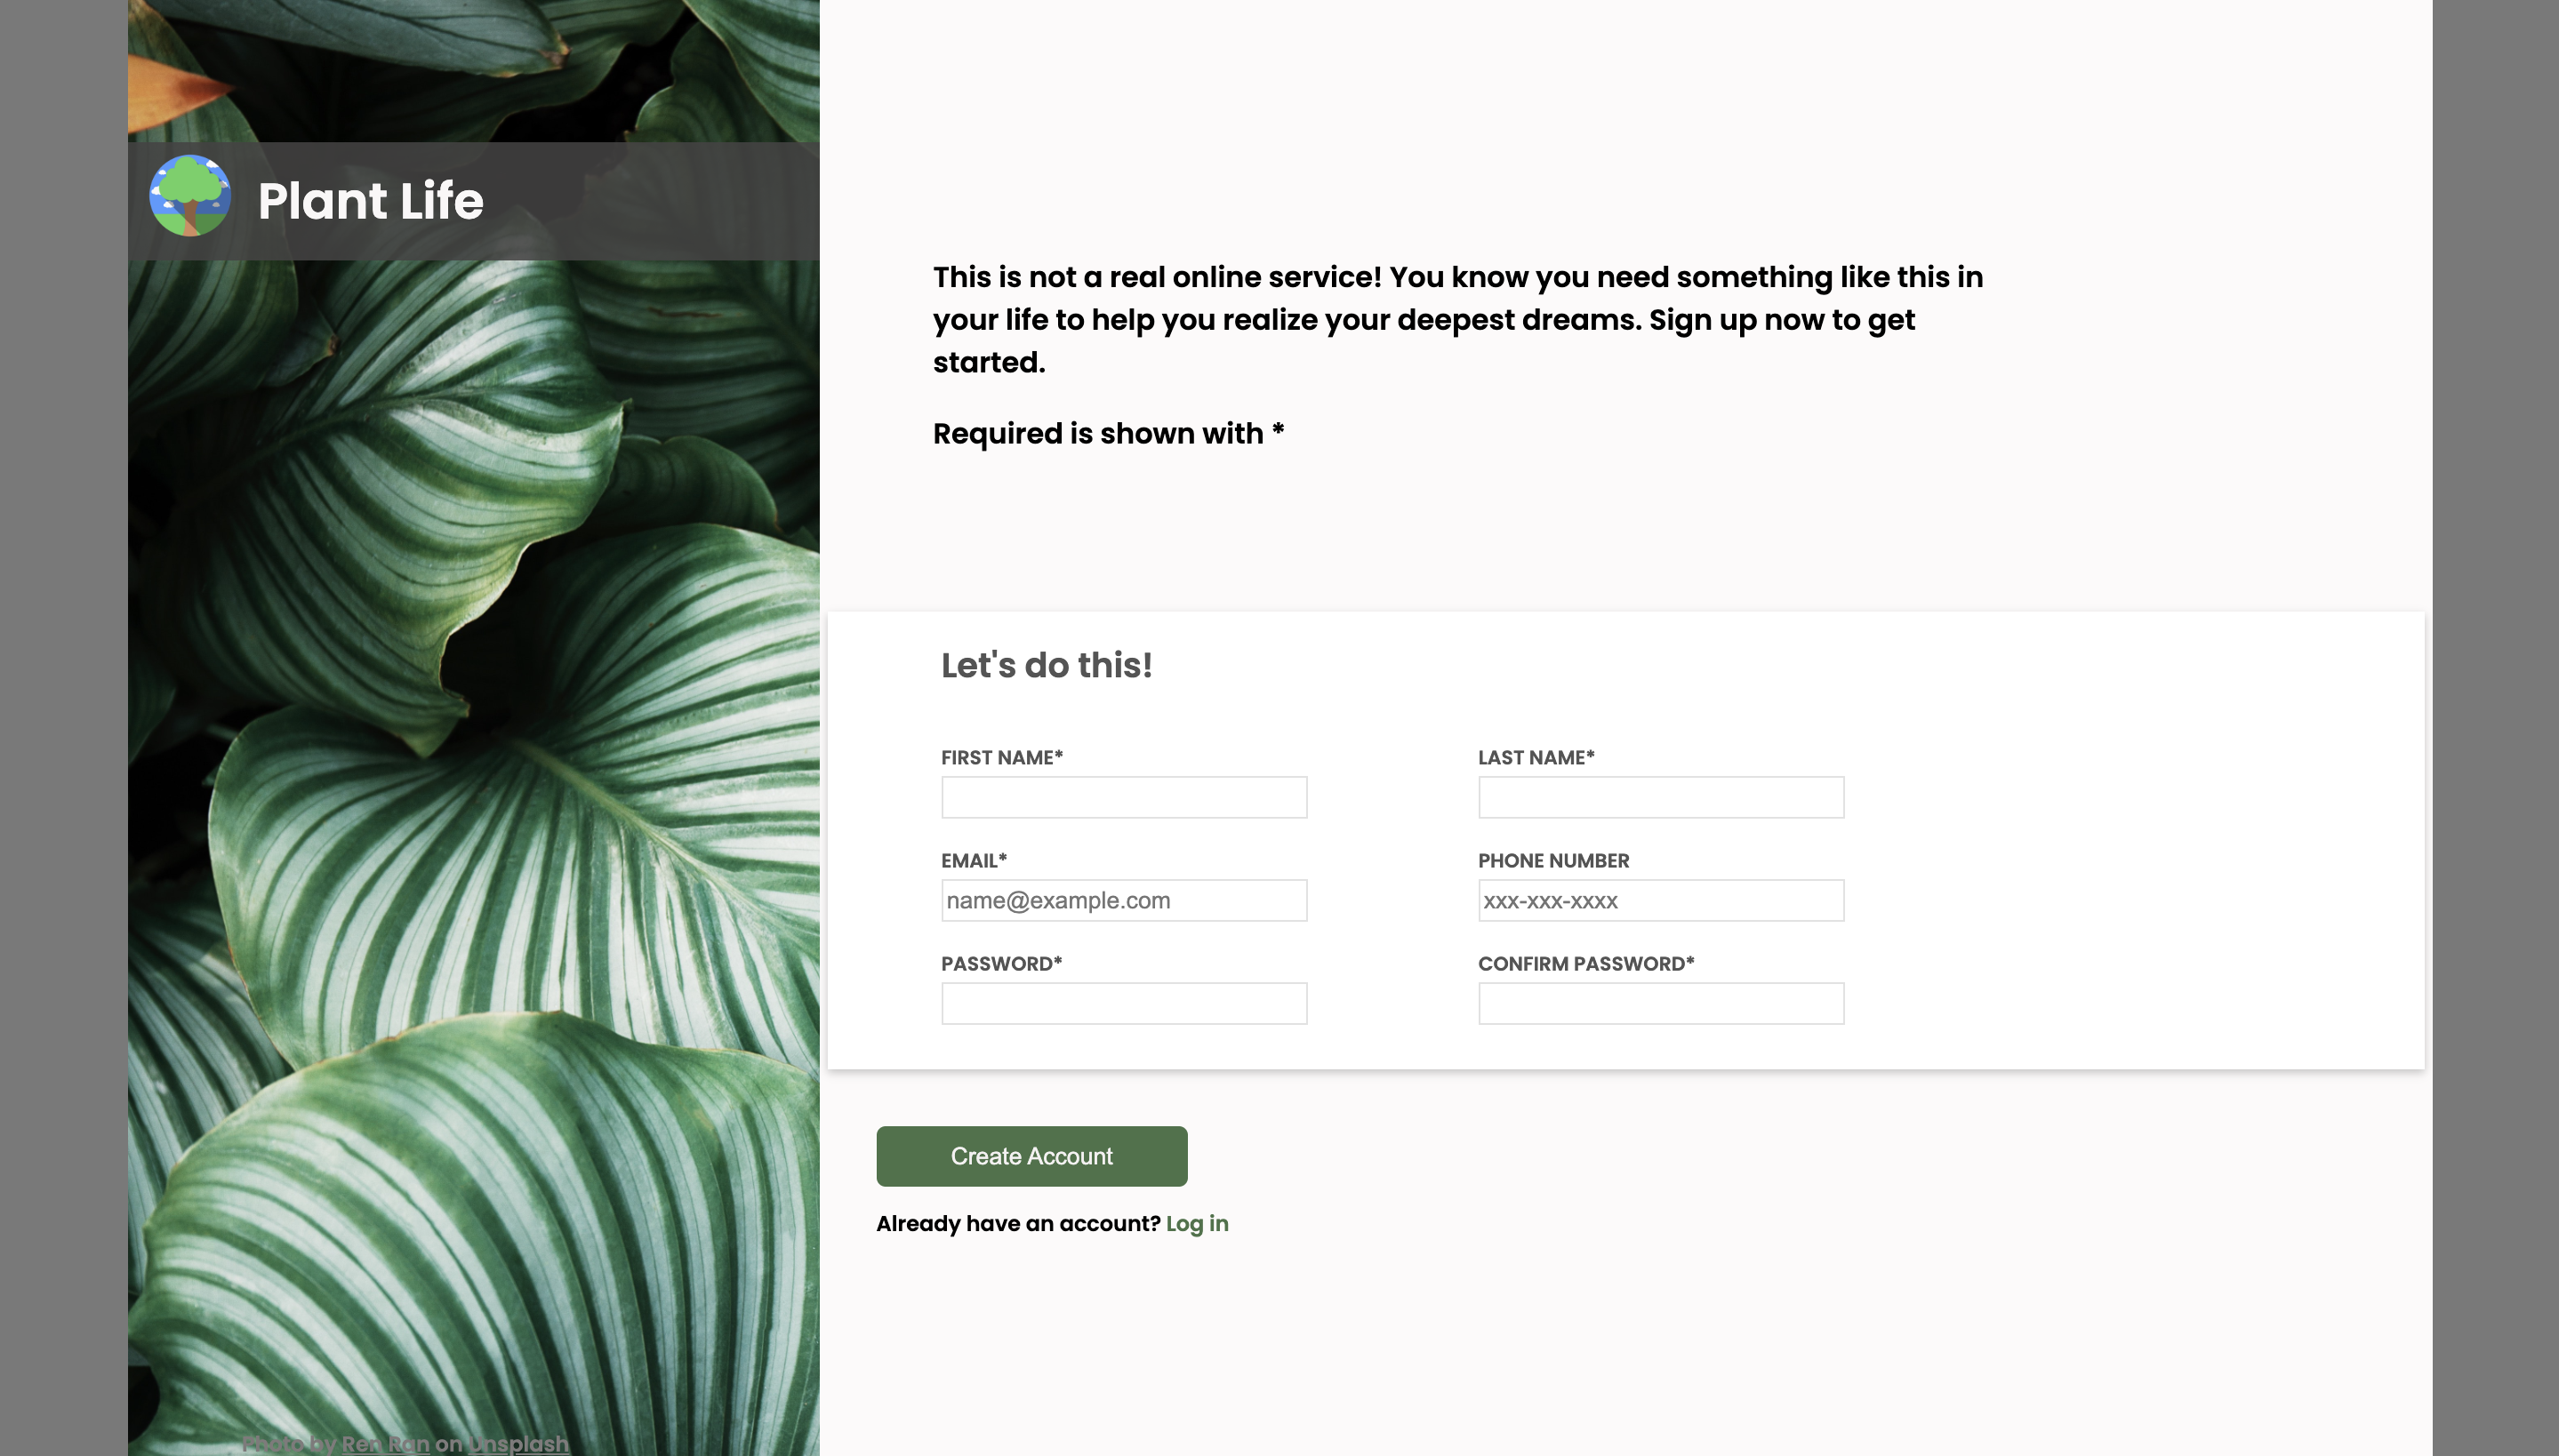 Plant Life
This is not a real online service! You know you need something like this in
your life to help you realize your deepest dreams. Sign up now to get
started.
Required is shown with *
Let's do this!
FIRST NAME*
LAST NAME*
EMAIL*
PHONE NUMBER
name@example.com
xxx-xxx-xxxx
PASSWORD*
CONFIRM PASSWORD*
Create Account
Already have an account? Log in
Photo by Ren Ran on Unsplash